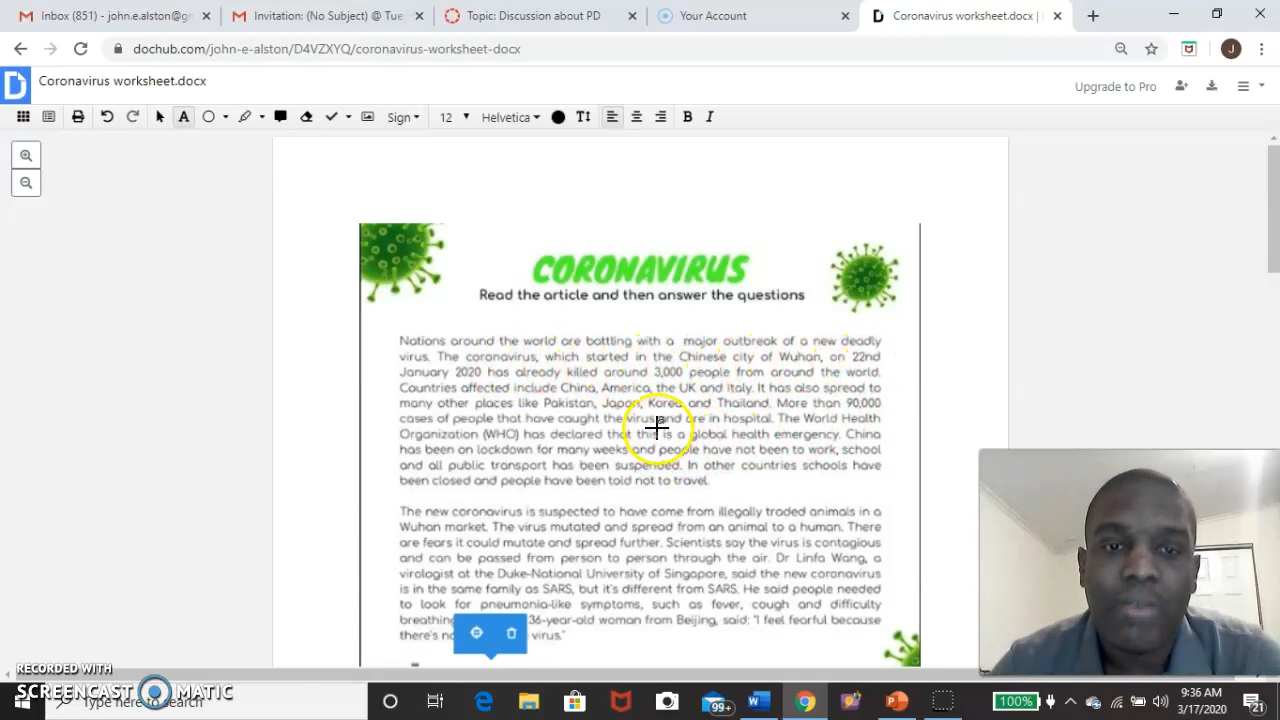 Inbox (851) - john.e.alston@gr
Invitation: (No Subject) @ Tue
Topic: Discussion about PD
Your Account
Coronavirus worksheet.docx |
dochub.com/john-e-alston/D4VZXYQ/coronavirus-worksheet-docx
J
Coronavirus worksheet.docx
Upgrade to Pro
A
Sign
12
Helvetica
B
I
CORONAVIRUS
Read the article and then answer the questions
Nations around the world are battling with a major outbreak of a new deadly
virus. The coronavirus, which started in the Chinese city of Wuhan, on 22nd
January 2020 has already killed around 3,000 people from around the world.
Countries affected include China, America, the UK and Italy. It has also spread to
many other places like Pakistan, Japan, Korea and Thailand. More than 90,000
cases of people that have caught the virus and are in hospital. The World Health
Organization (WHO) has declared that this is a global health emergency. China
has been on lockdown for many weeks and people have not been to work, school
and all public transport has been suspended. In other countries schools have
been closed and people have been told not to travel.
The new coronavirus is suspected to have come from illegally traded animals in a
Wuhan market. The virus mutated and spread from an animal to a human. There
are fears it could mutate and spread further. Scientists say the virus is contagious
and can be passed from person to person through the air. Dr Linfa Wang, a
virologist at the Duke-National University of Singapore, said the new coronavirus
is in the same family as SARS, but it's different from SARS. He said people needed
to look for pneumonia-like symptoms, such as fever, cough and difficulty
breathing 36-year-old woman from Beijing, said: "I feel fearful because
there's no virus."
RECORDED WITH
SCREENCAST MATIC
Type here to search
99+
100%
9:36 AM
3/17/2020
21